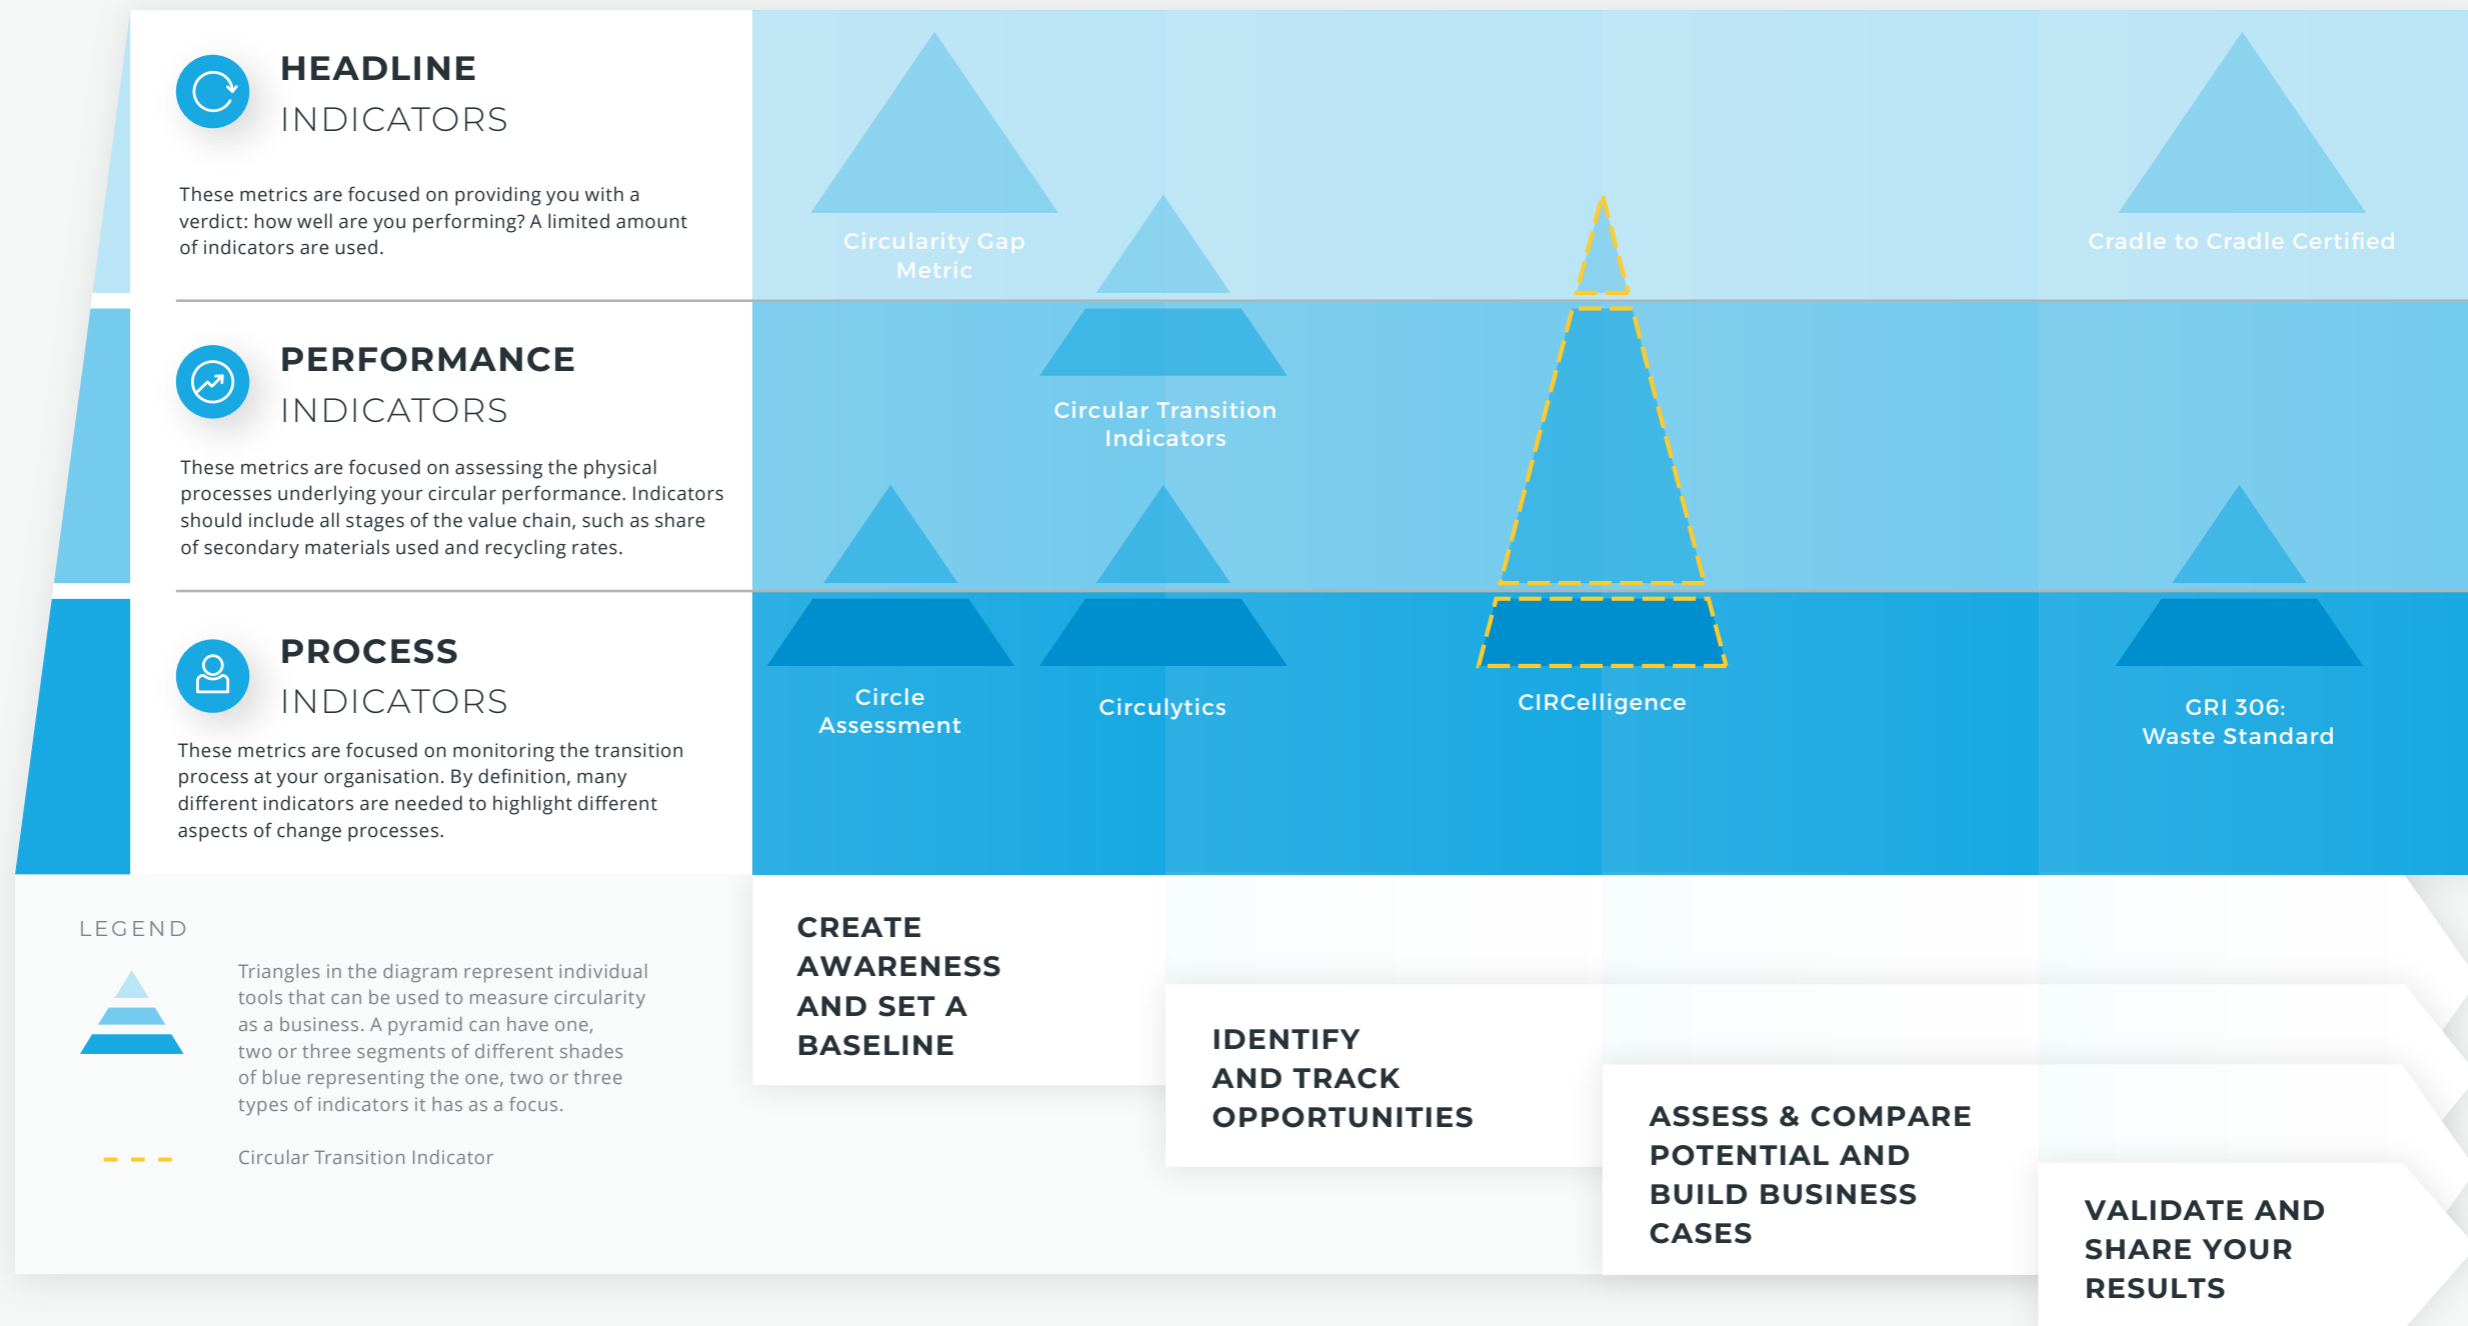 HEADLINE
INDICATORS
These metrics are focused on providing you with a
verdict: how well are you performing? A limited amount
of indicators are used.
PERFORMANCE
INDICATORS
These metrics are focused on assessing the physical
processes underlying your circular performance. Indicators
should include all stages of the value chain, such as share
of secondary materials used and recycling rates.
PROCESS
INDICATORS
These metrics are focused on monitoring the transition
process at your organisation. By definition, many
different indicators are needed to highlight different
aspects of change processes.
Circularity Gap
Metric
Cradle to Cradle Certified
Circular Transition
Indicators
Circle
Assessment
Circulytics
CIRCelligence
GRI 306:
Waste Standard
LEGEND
Triangles in the diagram represent individual
tools that can be used to measure circularity
as a business. A pyramid can have one,
two or three segments of different shades
of blue representing the one, two or three
types of indicators it has as a focus.
Circular Transition Indicator
CREATE
AWARENESS
AND SET A
BASELINE
IDENTIFY
AND TRACK
OPPORTUNITIES
ASSESS & COMPARE
POTENTIAL AND
BUILD BUSINESS
CASES
VALIDATE AND
SHARE YOUR
RESULTS